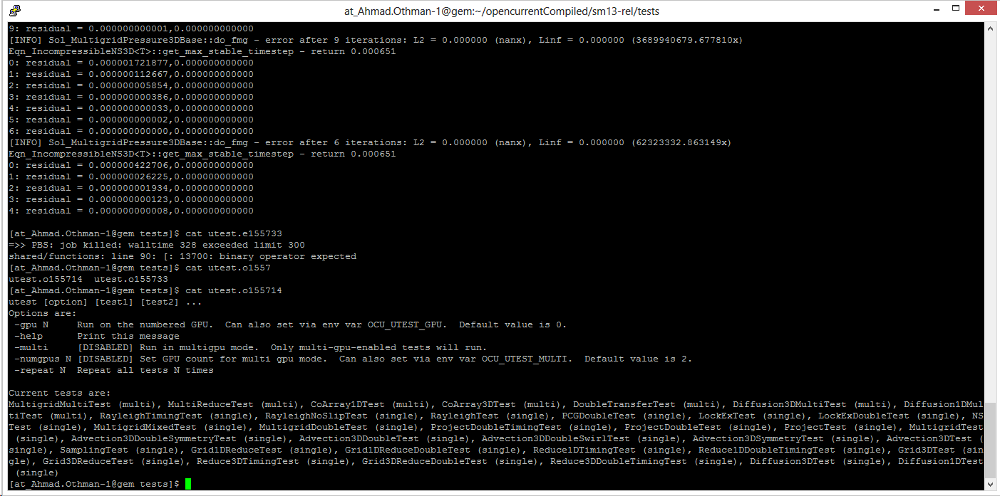 at_Ahmad.Othman-1@gem:~/opencurrentCompiled/sm13-rel/tests
9: residual = 0.000000000001,0.000000000000
[INFO] Sol_MultigridPressure3DBase::do_fmg - error after 9 iterations: L2 = 0.000000 (nanx), Linf = 0.000000 (3689940679.677810x)
Eqn_IncompressibleNS3D<T>::get_max_stable_timestep - return 0.000651
0: residual = 0.000001721877,0.000000000000
1: residual = 0.000000112667,0.000000000000
2: residual = 0.000000005854,0.000000000000
3: residual = 0.000000000386,0.000000000000
4: residual = 0.000000000033,0.000000000000
5: residual = 0.000000000002,0.000000000000
6: residual = 0.000000000000,0.000000000000
[INFO] Sol_MultigridPressure3DBase::do_fmg - error after 6 iterations: L2 = 0.000000 (nanx), Linf = 0.000000 (62323332.863149x)
Eqn_IncompressibleNS3D<T>::get_max_stable_timestep - return 0.000651
0: residual = 0.000000422706,0.000000000000
1: residual = 0.000000026225,0.000000000000
2: residual = 0.000000001934,0.000000000000
3: residual = 0.000000000123,0.000000000000
4: residual = 0.000000000008,0.000000000000
[at_Ahmad.Othman-1@gem tests]$ cat utest.e155733
=>> PBS: job killed: walltime 328 exceeded limit 300
shared/functions: line 90: [: 13700: binary operator expected
[at_Ahmad.Othman-1@gem tests]$ cat utest.o1557
utest.o155714  utest.o155733
[at_Ahmad.Othman-1@gem tests]$ cat utest.o155714
utest [option] [test1] [test2] ...
Options are:
 -gpu N     Run on the numbered GPU.  Can also set via env var OCU_UTEST_GPU.  Default value is 0.
 -help      Print this message
 -multi     [DISABLED] Run in multigpu mode.  Only multi-gpu-enabled tests will run.
 -numgpus N [DISABLED] Set GPU count for multi gpu mode.  Can also set via env var OCU_UTEST_MULTI.  Default value is 2.
 -repeat N  Repeat all tests N times
Current tests are:
MultigridMultiTest (multi), MultiReduceTest (multi), CoArray1DTest (multi), CoArray3DTest (multi), DoubleTransferTest (multi), Diffusion3DMultiTest (multi), Diffusion1DMul
tiTest (multi), RayleighTimingTest (single), RayleighNoSlipTest (single), RayleighTest (single), PCGDoubleTest (single), LockExTest (single), LockExDoubleTest (single), NS
Test (single), MultigridMixedTest (single), MultigridDoubleTest (single), ProjectDoubleTimingTest (single), ProjectDoubleTest (single), ProjectTest (single), MultigridTest
 (single), Advection3DDoubleSymmetryTest (single), Advection3DDoubleTest (single), Advection3DDoubleSwirlTest (single), Advection3DSymmetryTest (single), Advection3DTest (
single), SamplingTest (single), Grid1DReduceTest (single), Grid1DReduceDoubleTest (single), Reduce1DTimingTest (single), Reduce1DDoubleTimingTest (single), Grid3DTest (sin
gle), Grid3DReduceTest (single), Reduce3DTimingTest (single), Grid3DReduceDoubleTest (single), Reduce3DDoubleTimingTest (single), Diffusion3DTest (single), Diffusion1DTest
 (single)
[at_Ahmad.Othman-1@gem tests]$